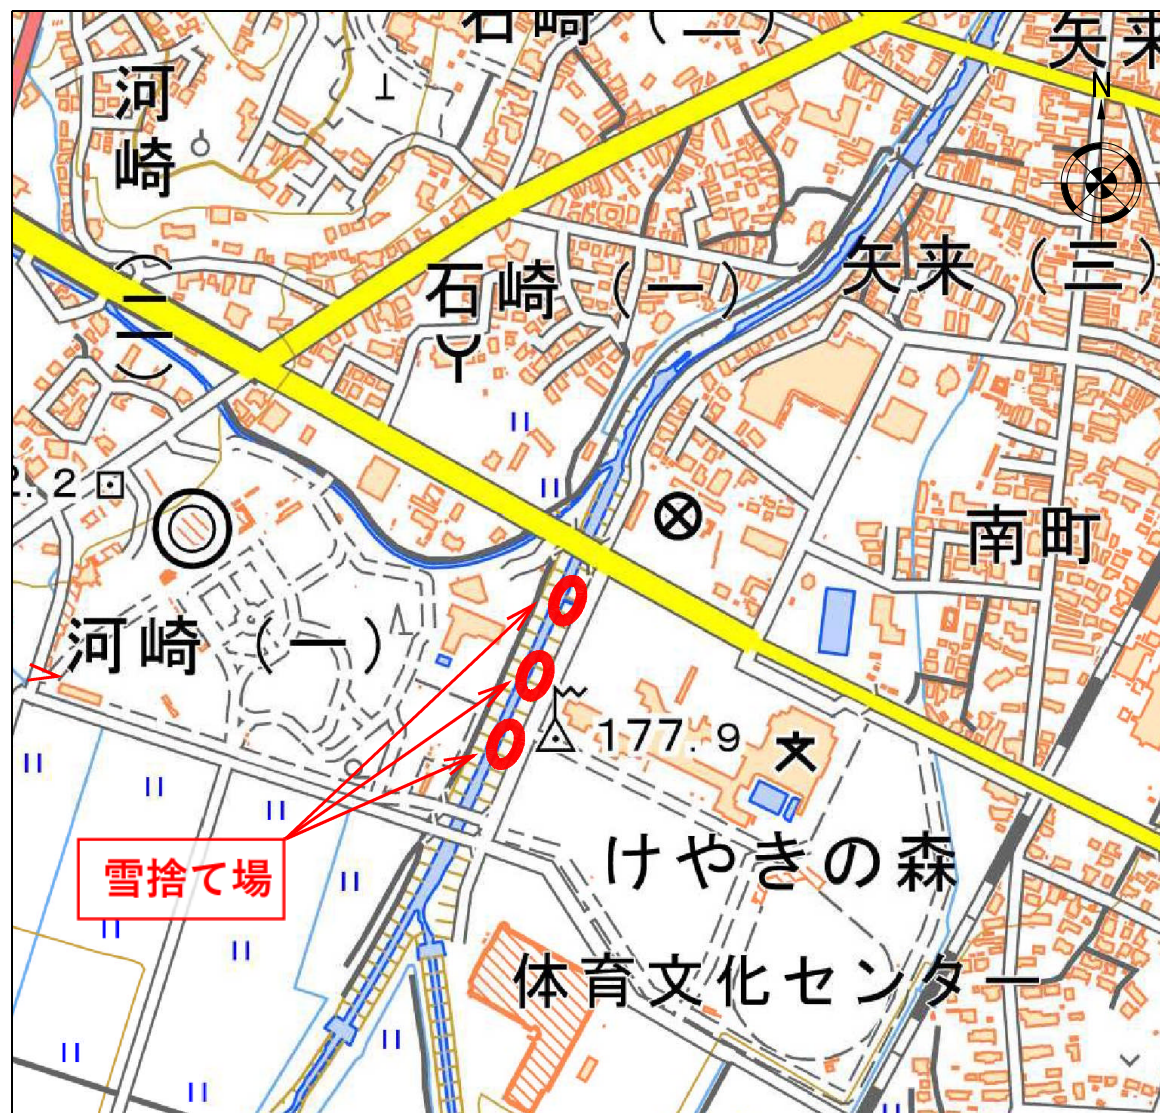 石崎(二)
矢来
河崎(二)
N
石崎(一)
矢来(三)
2.2
南町
河崎(一)
177.9
けやきの森
雪捨て場
体育文化センター